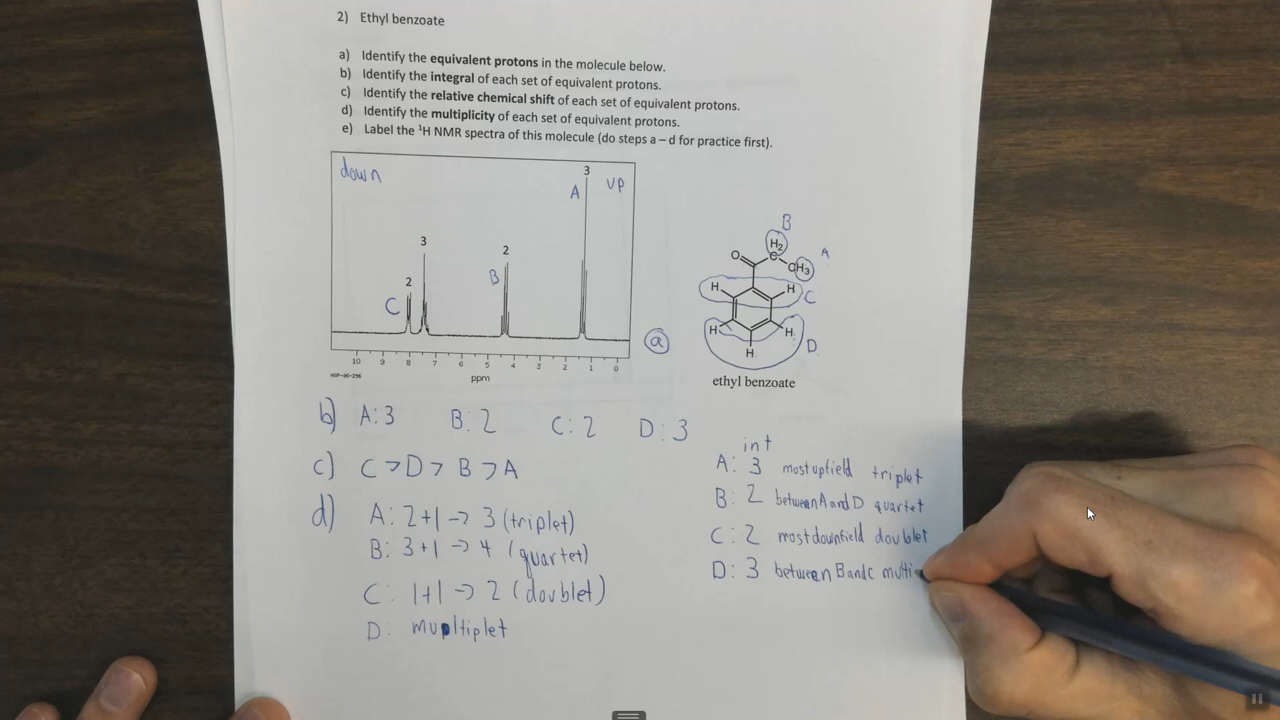 2) Ethyl benzoate
a) Identify the equivalent protons in the molecule below.
b) Identify the integral of each set of equivalent protons.
c) Identify the relative chemical shift of each set of equivalent protons.
d) Identify the multiplicity of each set of equivalent protons.
e) Label the ¹H NMR spectra of this molecule (do steps a – d for practice first).
down
3
A
UP
3
2
B
2
C
10 9 8 7 6 5 4 3 2 1 0
ppm
a
B
H₂
A
O
C
CH₃
H
H
C
H
H
D
H
ethyl benzoate
b) A: 3 B: 2 C: 2 D: 3
c) C > D > B > A
d) A: 2+1 → 3 (triplet)
B: 3+1 → 4 (quartet)
C: 1+1 → 2 (doublet)
D: muptiplet
int
A: 3 most upfield triplet
B: 2 between A and D quartet
C: 2 most downfield doublet
D: 3 between B and C multi